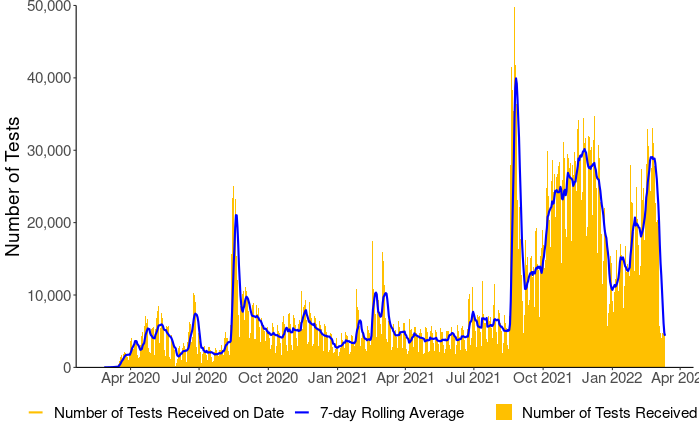 50,000
40,000
30,000
20,000
10,000
0
Number of Tests
Apr 2020 Jul 2020 Oct 2020 Jan 2021 Apr 2021 Jul 2021 Oct 2021 Jan 2022 Apr 202
Number of Tests Received on Date 7-day Rolling Average Number of Tests Received